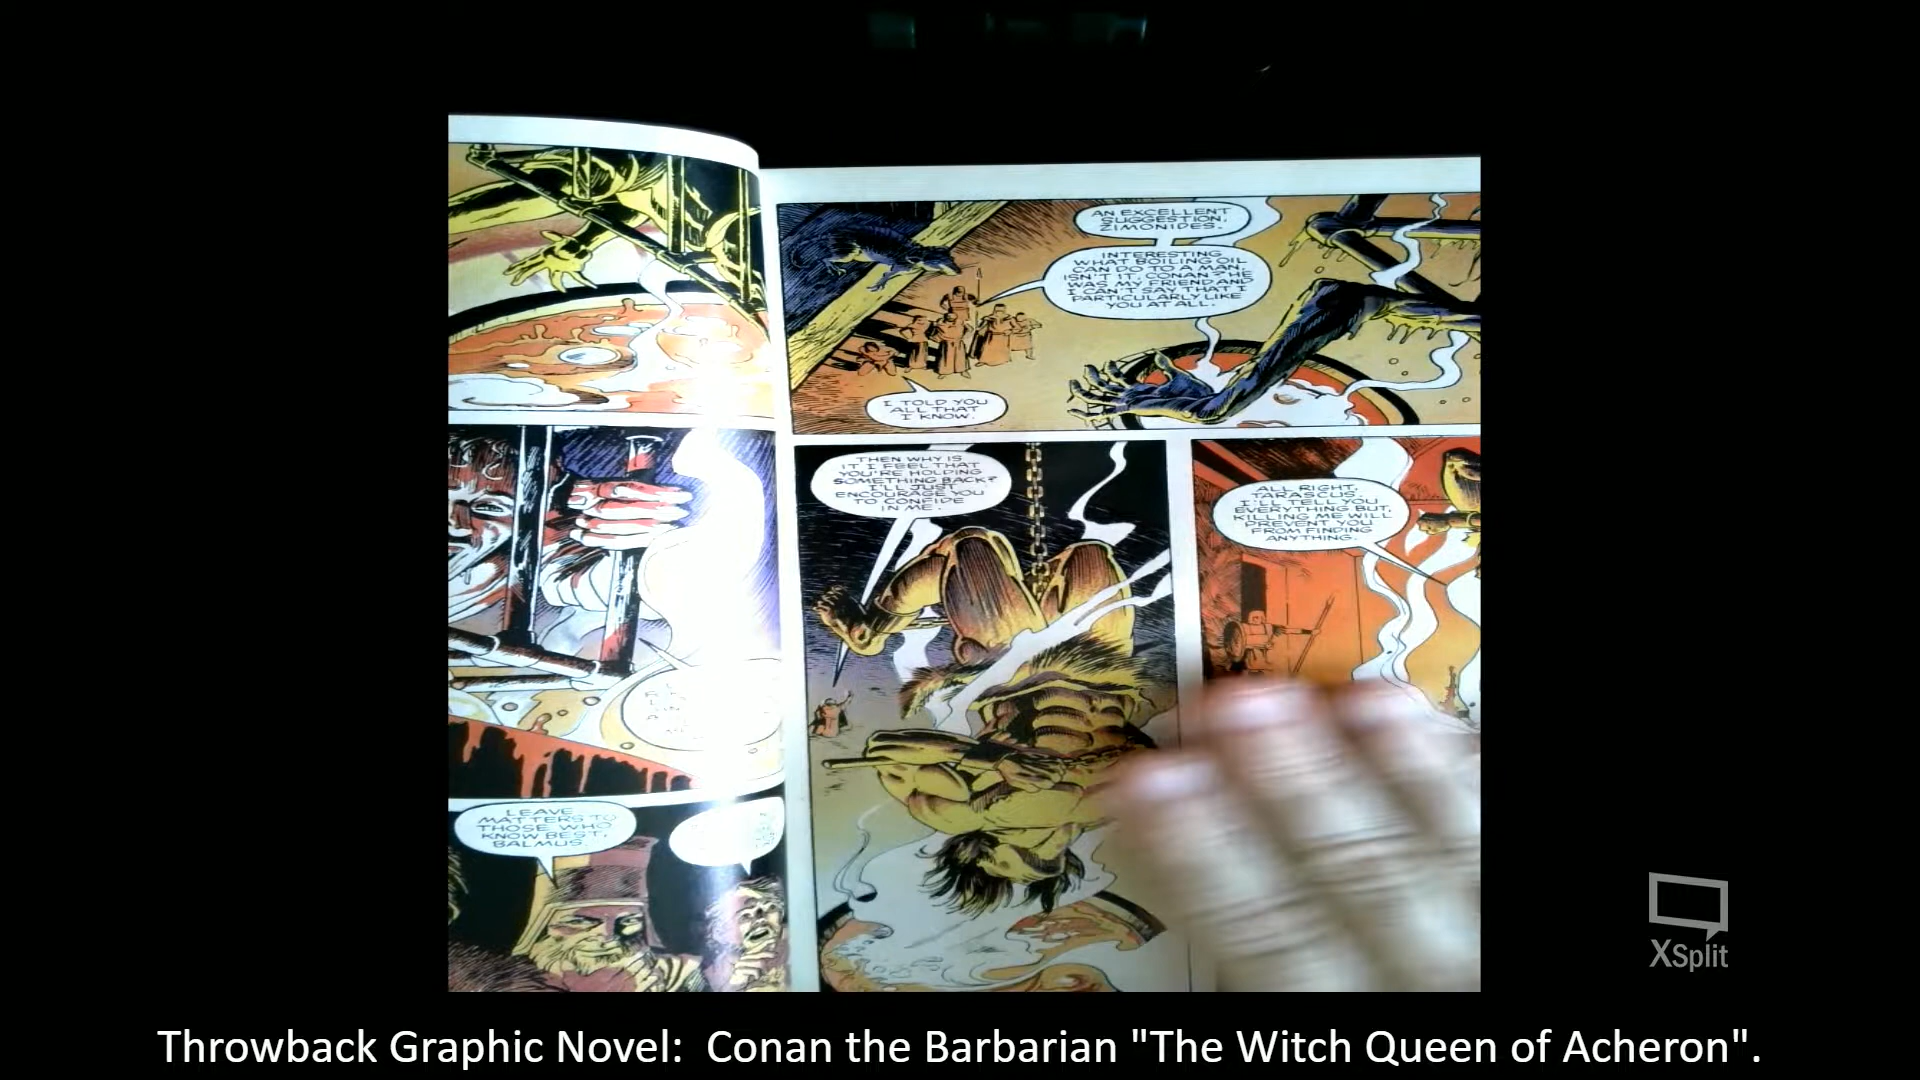 LEAVE
MATTERS TO
THOSE WHO
KNOW BEST,
BALMUS.
AN EXCELLENT
SUGGESTION,
ZIMONIDES.
INTERESTING
WHAT BOILING OIL
CAN DO TO A MAN,
ISN'T IT, CONAN? HE
WAS MY FRIEND AND
I CAN'T SAY THAT I
PARTICULARLY LIKE
YOU AT ALL.
I TOLD YOU
ALL THAT
I KNOW.
THEN WHY IS
IT I FEEL THAT
YOU'RE HOLDING
SOMETHING BACK?
I'LL JUST
ENCOURAGE YOU
TO CONFIDE
IN ME.
ALL RIGHT,
TARASCUS.
I'LL TELL YOU
EVERYTHING BUT,
KILLING ME WILL
PREVENT YOU
FROM FINDING
ANYTHING.
XSplit
Throwback Graphic Novel: Conan the Barbarian "The Witch Queen of Acheron".